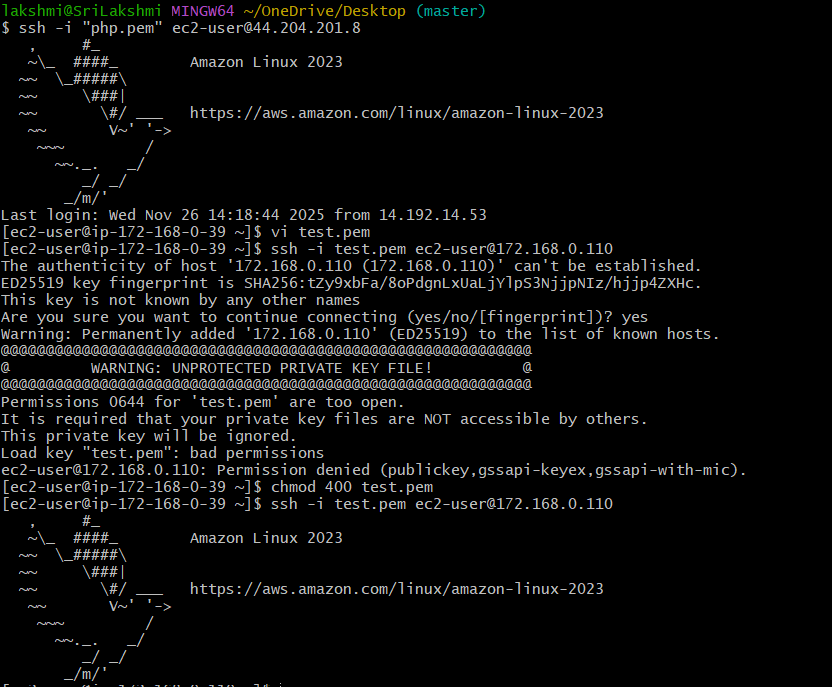 lakshmi@SriLakshmi MINGW64 ~/OneDrive/Desktop (master)
$ ssh -i "php.pem" ec2-user@44.204.201.8
   ,     #_
   ~\_  ####_        Amazon Linux 2023
  ~~  \_#####\
  ~~     \###|
  ~~       \#/ ___   https://aws.amazon.com/linux/amazon-linux-2023
   ~~       V~' '->
    ~~~         /
      ~~._.   _/
         _/ _/
       _/m/'
Last login: Wed Nov 26 14:18:44 2025 from 14.192.14.53
[ec2-user@ip-172-168-0-39 ~]$ vi test.pem
[ec2-user@ip-172-168-0-39 ~]$ ssh -i test.pem ec2-user@172.168.0.110
The authenticity of host '172.168.0.110 (172.168.0.110)' can't be established.
ED25519 key fingerprint is SHA256:tZy9xbFa/8oPdgnLxUaLjYlpS3NjjpNIz/hjjp4ZXHc.
This key is not known by any other names
Are you sure you want to continue connecting (yes/no/[fingerprint])? yes
Warning: Permanently added '172.168.0.110' (ED25519) to the list of known hosts.
@@@@@@@@@@@@@@@@@@@@@@@@@@@@@@@@@@@@@@@@@@@@@@@@@@@@@@@@@@@
@         WARNING: UNPROTECTED PRIVATE KEY FILE!          @
@@@@@@@@@@@@@@@@@@@@@@@@@@@@@@@@@@@@@@@@@@@@@@@@@@@@@@@@@@@
Permissions 0644 for 'test.pem' are too open.
It is required that your private key files are NOT accessible by others.
This private key will be ignored.
Load key "test.pem": bad permissions
ec2-user@172.168.0.110: Permission denied (publickey,gssapi-keyex,gssapi-with-mic).
[ec2-user@ip-172-168-0-39 ~]$ chmod 400 test.pem
[ec2-user@ip-172-168-0-39 ~]$ ssh -i test.pem ec2-user@172.168.0.110
   ,     #_
   ~\_  ####_        Amazon Linux 2023
  ~~  \_#####\
  ~~     \###|
  ~~       \#/ ___   https://aws.amazon.com/linux/amazon-linux-2023
   ~~       V~' '->
    ~~~         /
      ~~._.   _/
         _/ _/
       _/m/'